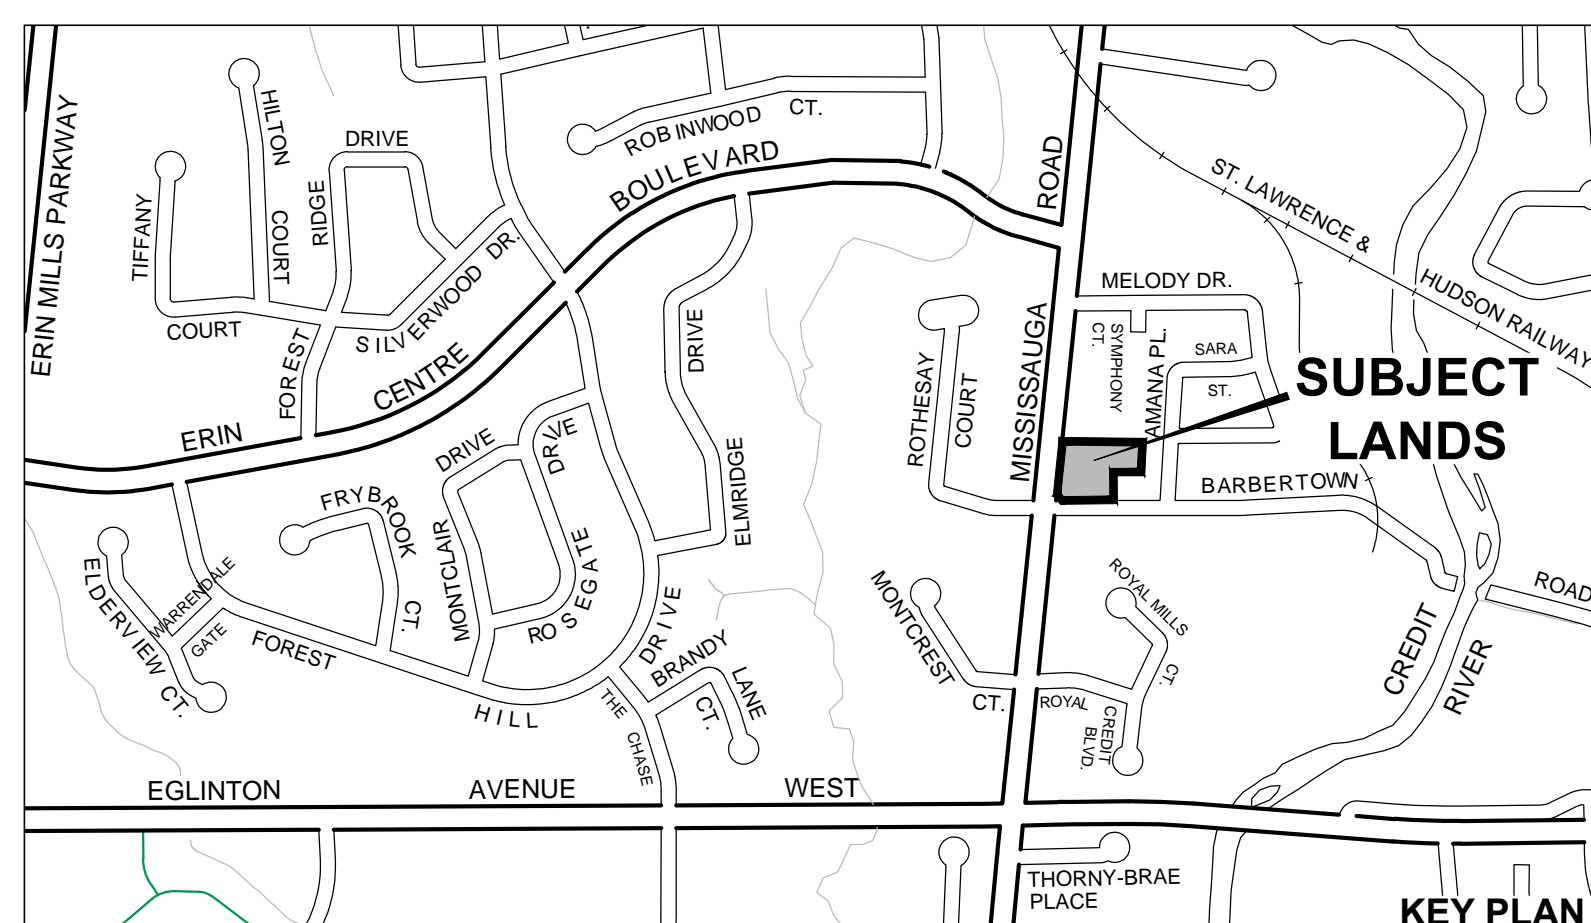 ERIN MILLS PARKWAY
HILTON
COURT
TIFFANY
COURT
RIDGE
DRIVE
FOREST
SILVERWOOD DR.
ROBINWOOD
CT.
ERIN
CENTRE
BOULEVARD
ROAD
MISSISSAUGA
ST. LAWRENCE &
HUDSON RAILWAY
MELODY DR.
SYMPHONY
CT.
AMANA PL.
SARA
ST.
SUBJECT
LANDS
BARBERTOWN
ROAD
ROTHESAY
COURT
DRIVE
ELMRIDGE
DRIVE
DRIVE
MONTCLAIR
ROSEGATE
FRYBROOK
CT.
ELDERVIEW CT.
WARRENDALE
GATE
FOREST
HILL
DRIVE
BRANDY
LANE
CT.
THE
CHASE
MONTCREST
CT.
ROYAL MILLS
CT.
ROYAL
CREDIT
BLVD.
CREDIT
RIVER
EGLINTON
AVENUE
WEST
THORNY-BRAE
PLACE
KEY PLAN